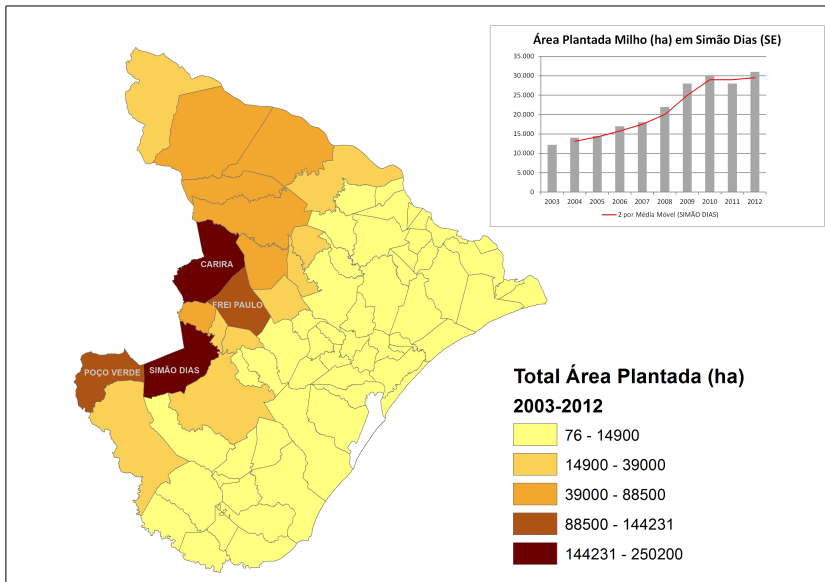 Área Plantada Milho (ha) em Simão Dias (SE)
35.000
30.000
25.000
20.000
15.000
10.000
5.000
0
2003 2004 2005 2006 2007 2008 2009 2010 2011 2012
2 por Média Móvel (SIMÃO DIAS)
CARIRA
FREI PAULO
POÇO VERDE
SIMÃO DIAS
Total Área Plantada (ha)
2003-2012
76 - 14900
14900 - 39000
39000 - 88500
88500 - 144231
144231 - 250200